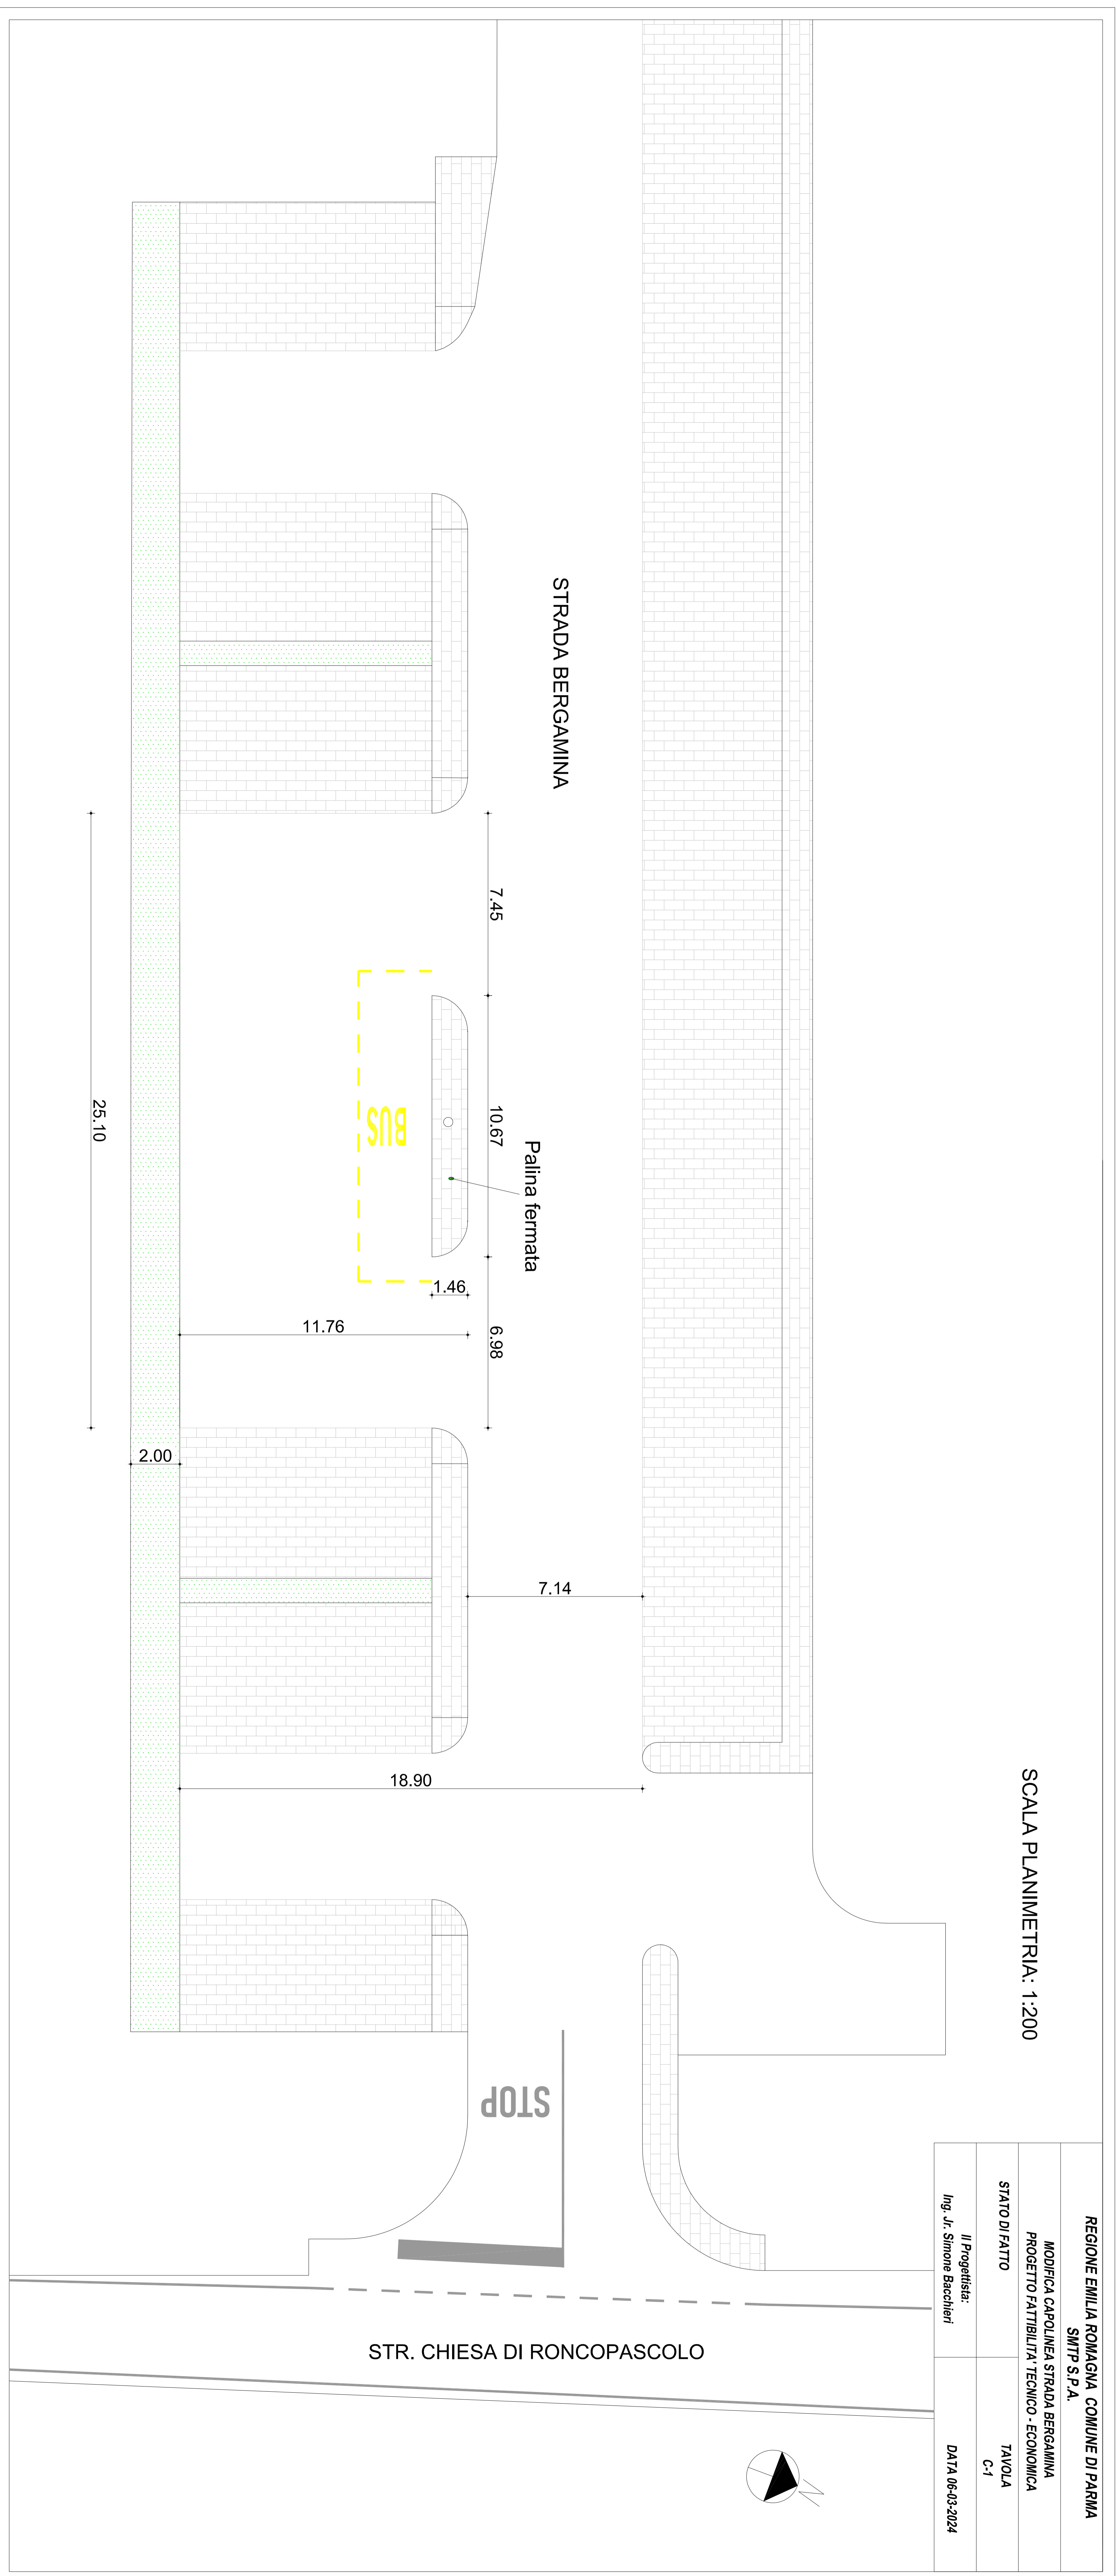 REGIONE EMILIA ROMAGNA COMUNE DI PARMA
SMTP S.P.A.
MODIFICA CAPOLINEA STRADA BERGAMINA
PROGETTO FATTIBILITA' TECNICO - ECONOMICA
STATO DI FATTO
TAVOLA
C-1
Il Progettista:
Ing. Jr. Simone Bacchieri
DATA 06-03-2024
SCALA PLANIMETRIA: 1:200
STRADA BERGAMINA
7.45
10.67
Palina fermata
6.98
BUS
25.10
1.46
11.76
2.00
7.14
18.90
STOP
STR. CHIESA DI RONCOPASCOLO
N